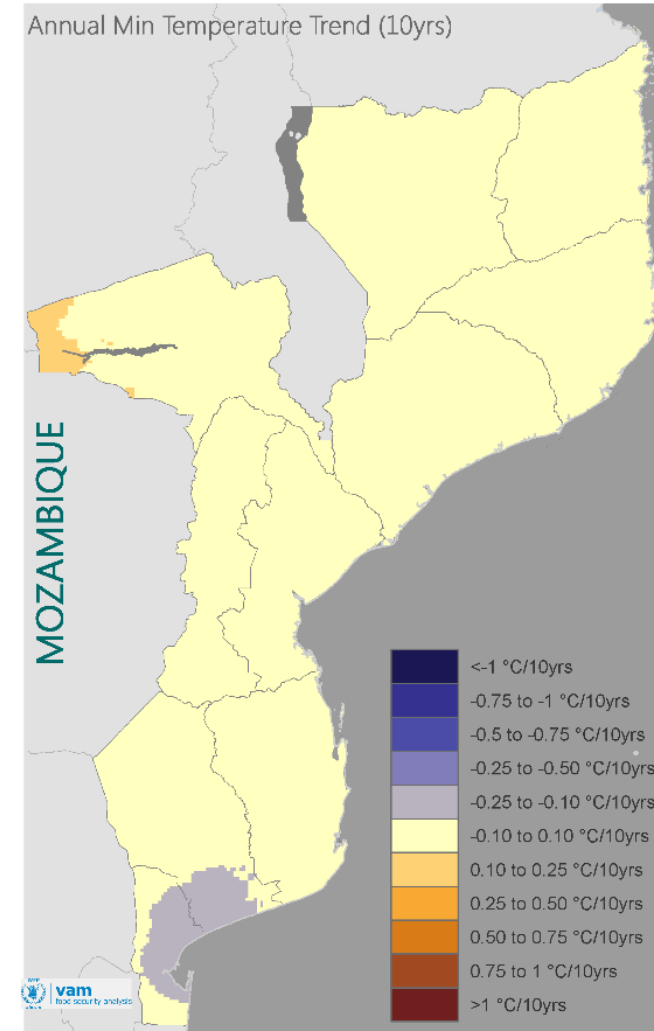 Annual Min Temperature Trend (10yrs)
MOZAMBIQUE
<-1 °C/10yrs
-0.75 to -1 °C/10yrs
-0.5 to -0.75 °C/10yrs
-0.25 to -0.50 °C/10yrs
-0.25 to -0.10 °C/10yrs
-0.10 to 0.10 °C/10yrs
0.10 to 0.25 °C/10yrs
0.25 to 0.50 °C/10yrs
0.50 to 0.75 °C/10yrs
0.75 to 1 °C/10yrs
>1 °C/10yrs
vam
food security analysis